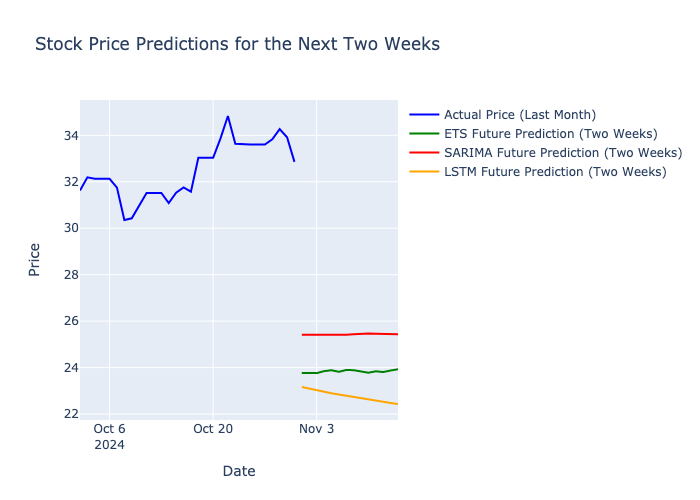 Stock Price Predictions for the Next Two Weeks
Actual Price (Last Month)
ETS Future Prediction (Two Weeks)
SARIMA Future Prediction (Two Weeks)
LSTM Future Prediction (Two Weeks)
34
32
30
28
26
24
22
Price
Oct 6
2024
Oct 20
Nov 3
Date